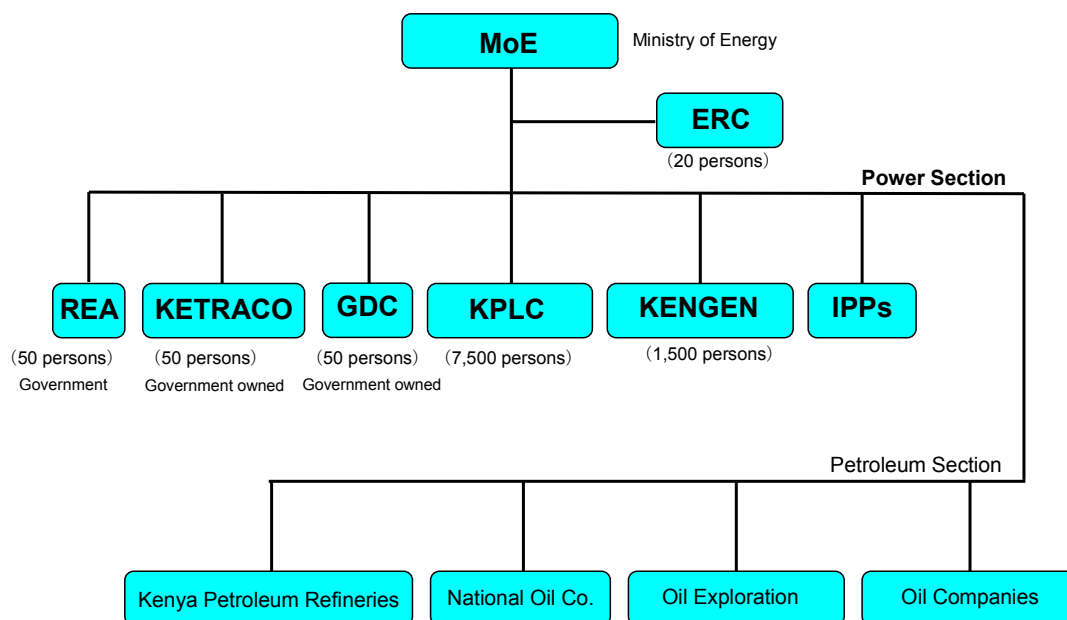 MoE
Ministry of Energy
ERC
（20 persons）
Power Section
REA
KETRACO
GDC
KPLC
KENGEN
IPPs
（50 persons）
（50 persons）
（50 persons）
（7,500 persons）
（1,500 persons）
Government
Government owned
Government owned
Petroleum Section
Kenya Petroleum Refineries
National Oil Co.
Oil Exploration
Oil Companies